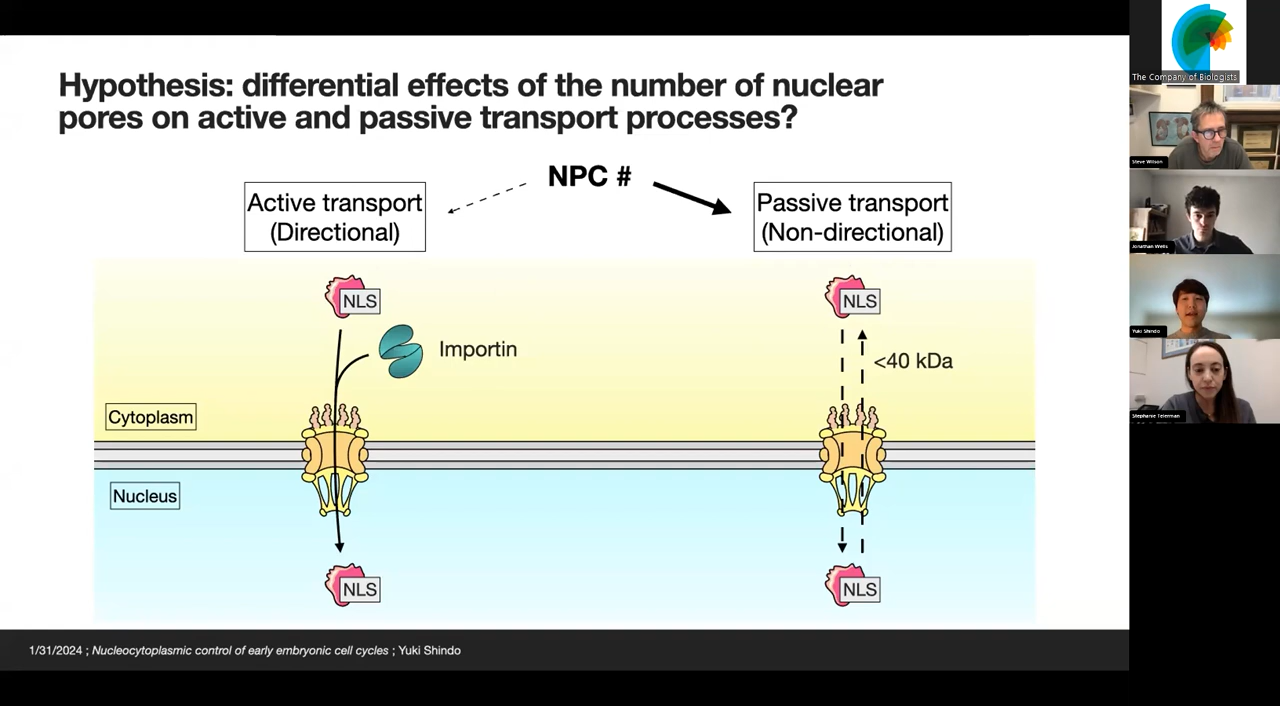 Hypothesis: differential effects of the number of nuclear
pores on active and passive transport processes?
NPC #
Active transport
(Directional)
Passive transport
(Non-directional)
NLS
NLS
Importin
<40 kDa
Cytoplasm
Nucleus
NLS
NLS
1/31/2024 ; Nucleocytoplasmic control of early embryonic cell cycles ; Yuki Shindo
The Company of Biologists
Steve Wilson
Jonathan Wells
Yuki Shindo
Stephanie Telerman